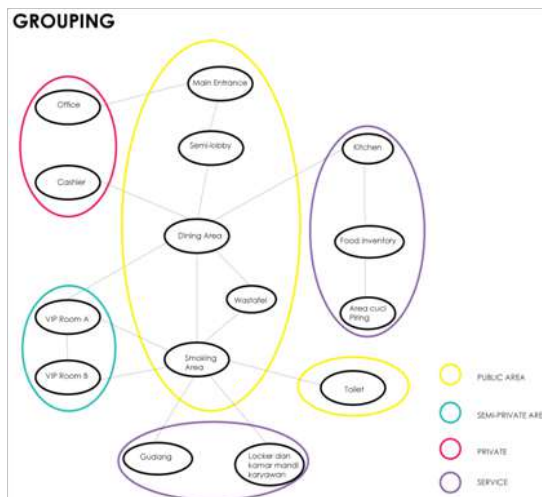 GROUPING
Main Entrance
Office
Semi-lobby
Kitchen
Cashier
Dining Area
Food Inventory
Wastafel
VIP Room A
Area cuci
Piring
Smoking
Area
VIP Room B
Toilet
Gudang
Locker dan
kamar mandi
karyawan
PUBLIC AREA
SEMI-PRIVATE ARE
PRIVATE
SERVICE